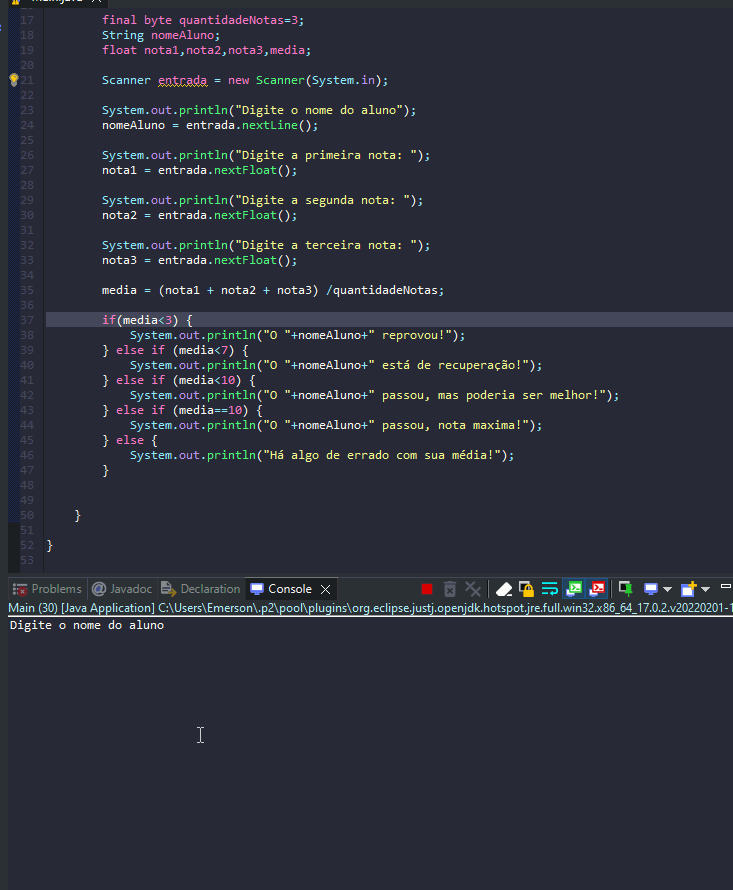 17 final byte quantidadeNotas=3;
18 String nomeAluno;
19 float nota1,nota2,nota3,media;
20
21 Scanner entrada = new Scanner(System.in);
22
23 System.out.println("Digite o nome do aluno");
24 nomeAluno = entrada.nextLine();
25
26 System.out.println("Digite a primeira nota: ");
27 nota1 = entrada.nextFloat();
28
29 System.out.println("Digite a segunda nota: ");
30 nota2 = entrada.nextFloat();
31
32 System.out.println("Digite a terceira nota: ");
33 nota3 = entrada.nextFloat();
34
35 media = (nota1 + nota2 + nota3) /quantidadeNotas;
36
37 if(media<3) {
38 System.out.println("O "+nomeAluno+" reprovou!");
39 } else if (media<7) {
40 System.out.println("O "+nomeAluno+" está de recuperação!");
41 } else if (media<10) {
42 System.out.println("O "+nomeAluno+" passou, mas poderia ser melhor!");
43 } else if (media==10) {
44 System.out.println("O "+nomeAluno+" passou, nota maxima!");
45 } else {
46 System.out.println("Há algo de errado com sua média!");
47 }
48
49
50 }
51
52 }
53
Problems @ Javadoc Declaration Console
Main (30) [Java Application] C:\Users\Emerson\.p2\pool\plugins\org.eclipse.justj.openjdk.hotspot.jre.full.win32.x86_64_17.0.2.v20220201-1
Digite o nome do aluno